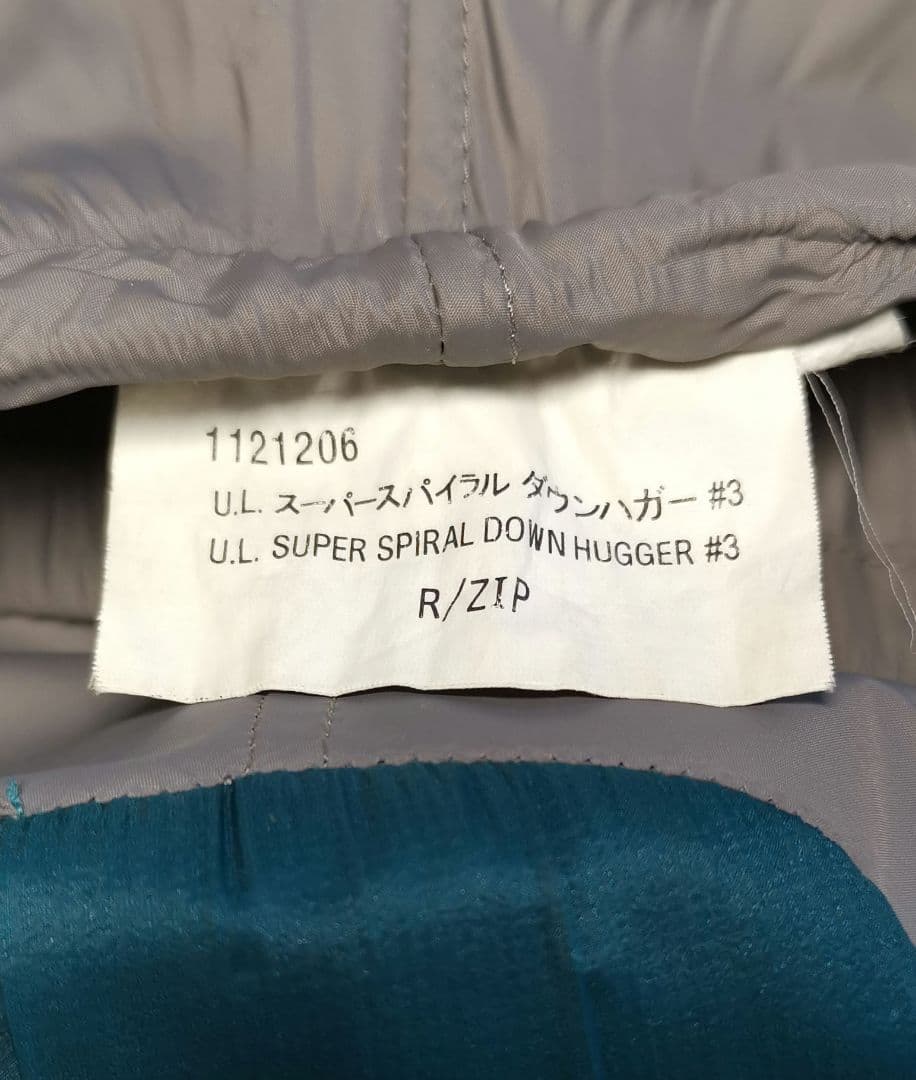 1121206
U.L. スーパースパイラル ダウンハガー #3
U.L. SUPER SPIRAL DOWN HUGGER #3
R/ZIP